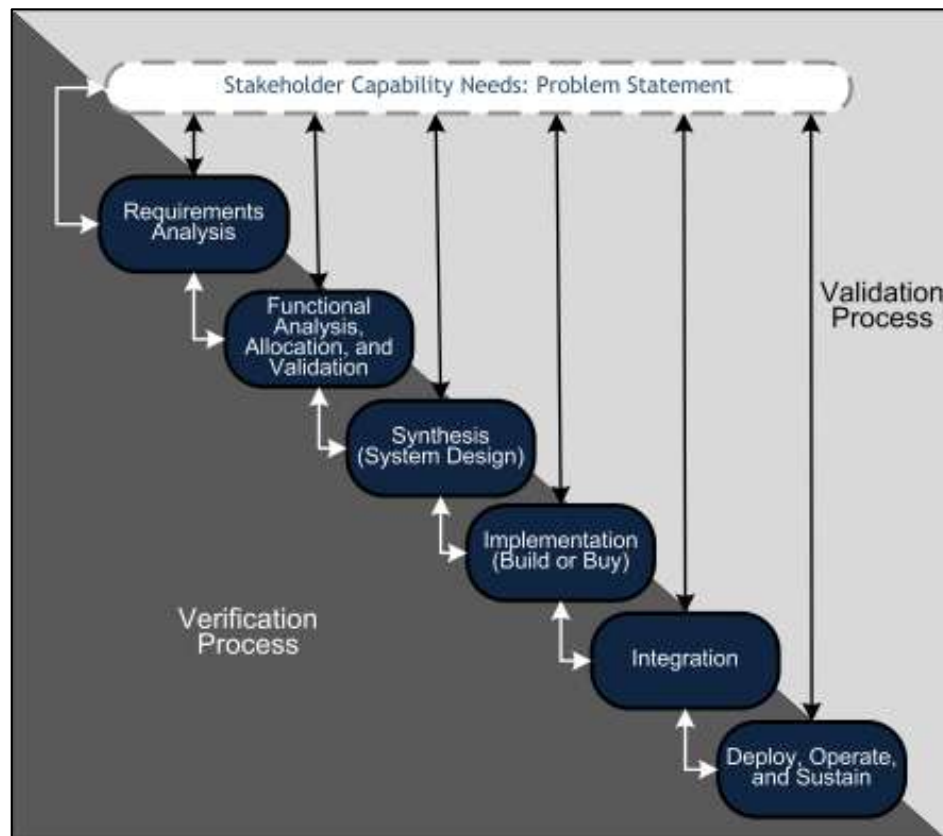 Stakeholder Capability Needs: Problem Statement
Requirements
Analysis
Functional
Analysis,
Allocation, and
Validation
Validation
Process
Synthesis
(System Design)
Implementation
(Build or Buy)
Verification
Process
Integration
Deploy, Operate,
and Sustain